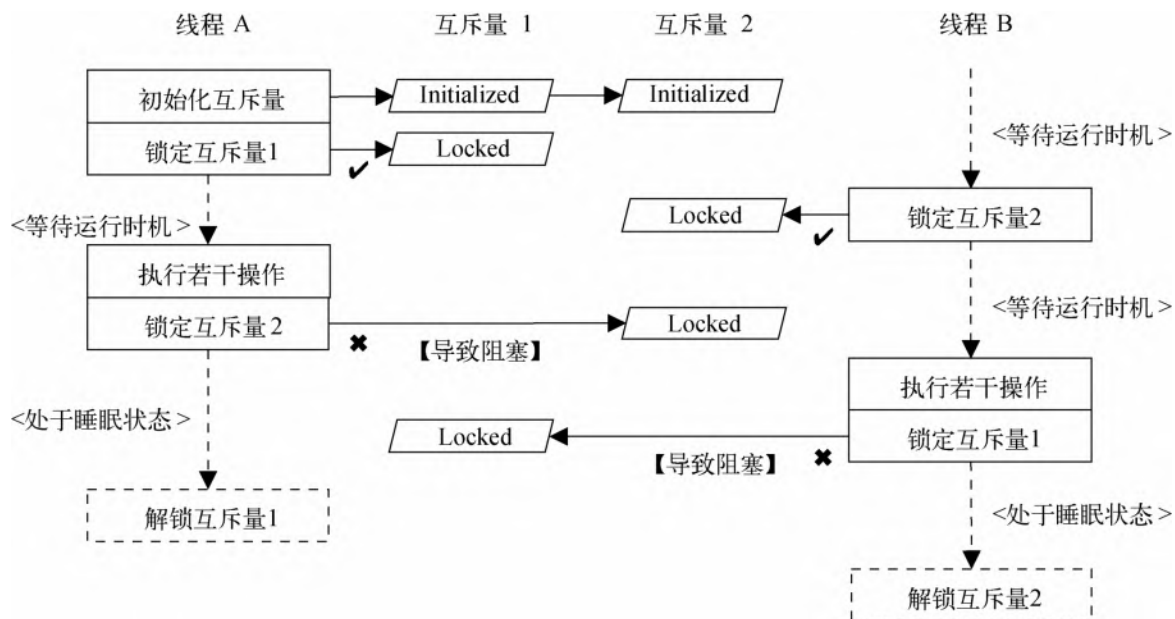 线程 A 互斥量 1 互斥量 2 线程 B
初始化互斥量 Initialized Initialized
锁定互斥量1 Locked
<等待运行时机>
<等待运行时机>
Locked 锁定互斥量2
执行若干操作
<等待运行时机>
锁定互斥量2 Locked
【导致阻塞】
执行若干操作
<处于睡眠状态>
Locked 锁定互斥量1
【导致阻塞】
解锁互斥量1
<处于睡眠状态>
解锁互斥量2